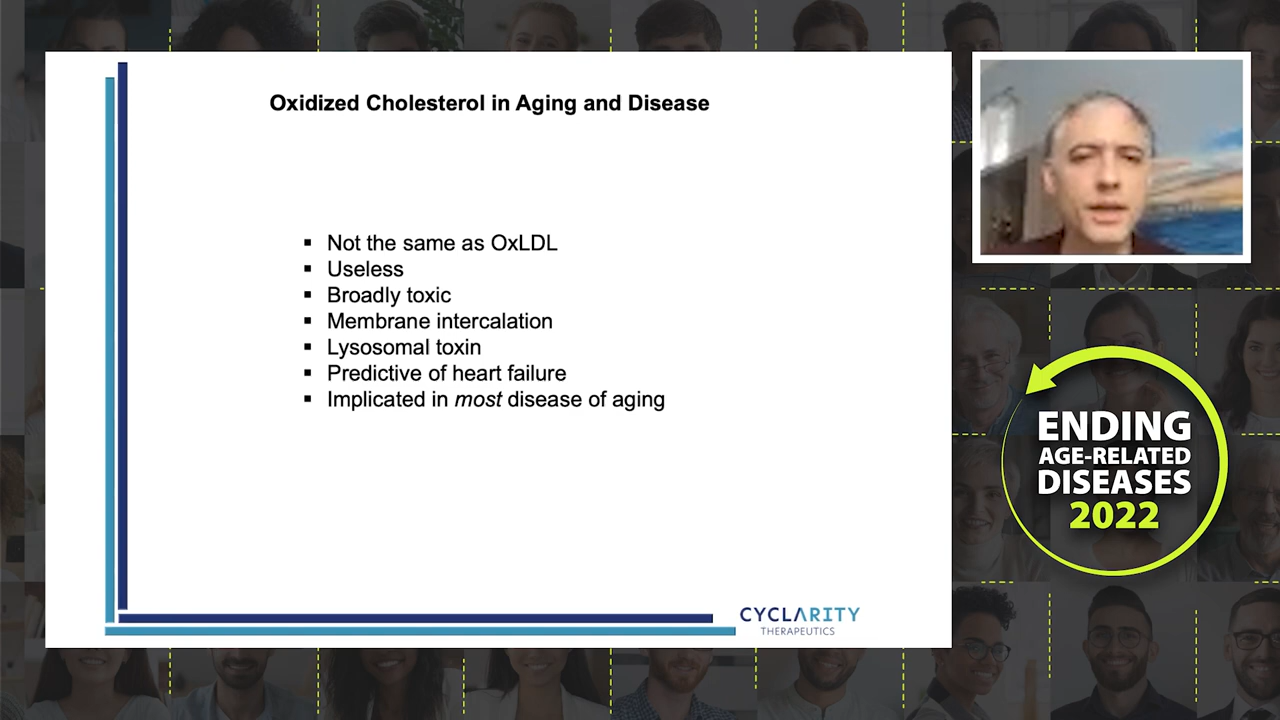 Oxidized Cholesterol in Aging and Disease
▪ Not the same as OxLDL
▪ Useless
▪ Broadly toxic
▪ Membrane intercalation
▪ Lysosomal toxin
▪ Predictive of heart failure
▪ Implicated in most disease of aging
CYCLARITY
THERAPEUTICS
ENDING
AGE-RELATED
DISEASES
2022